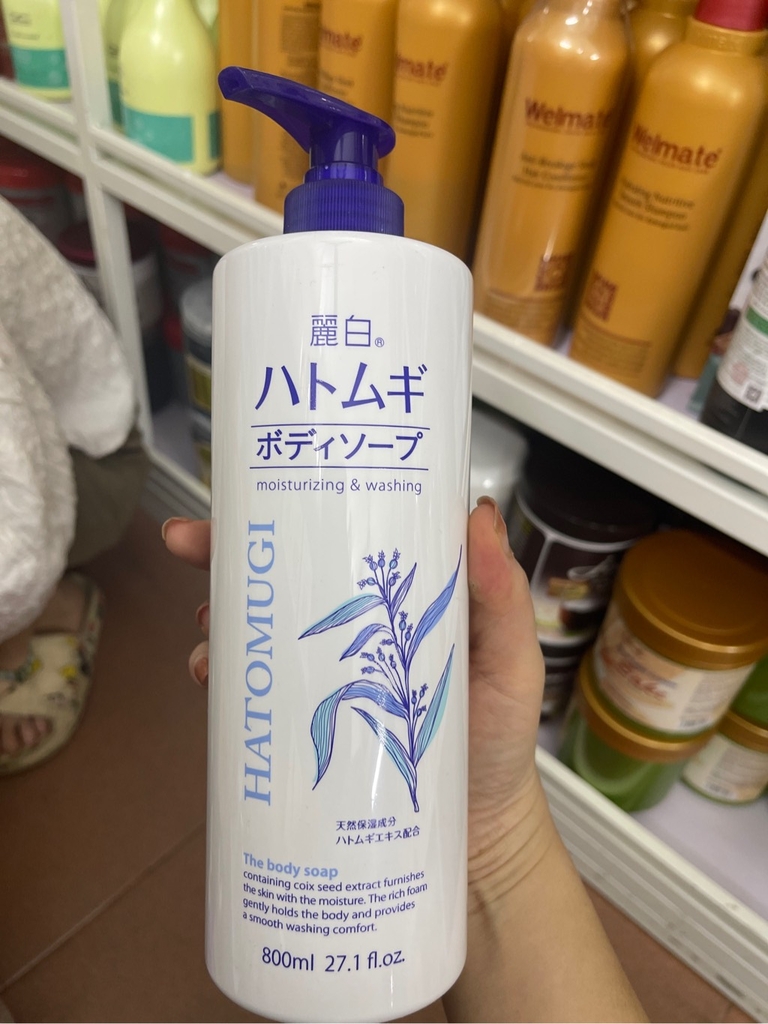 麗白®
ハトムギ
ボディソープ
moisturizing & washing
HATOMUGI
天然保湿成分
ハトムギエキス配合
The body soap
containing coix seed extract furnishes
the skin with the moisture. The rich foam
gently holds the body and provides
a smooth washing comfort.
800ml 27.1 fl.oz.
Welmate
Welmate